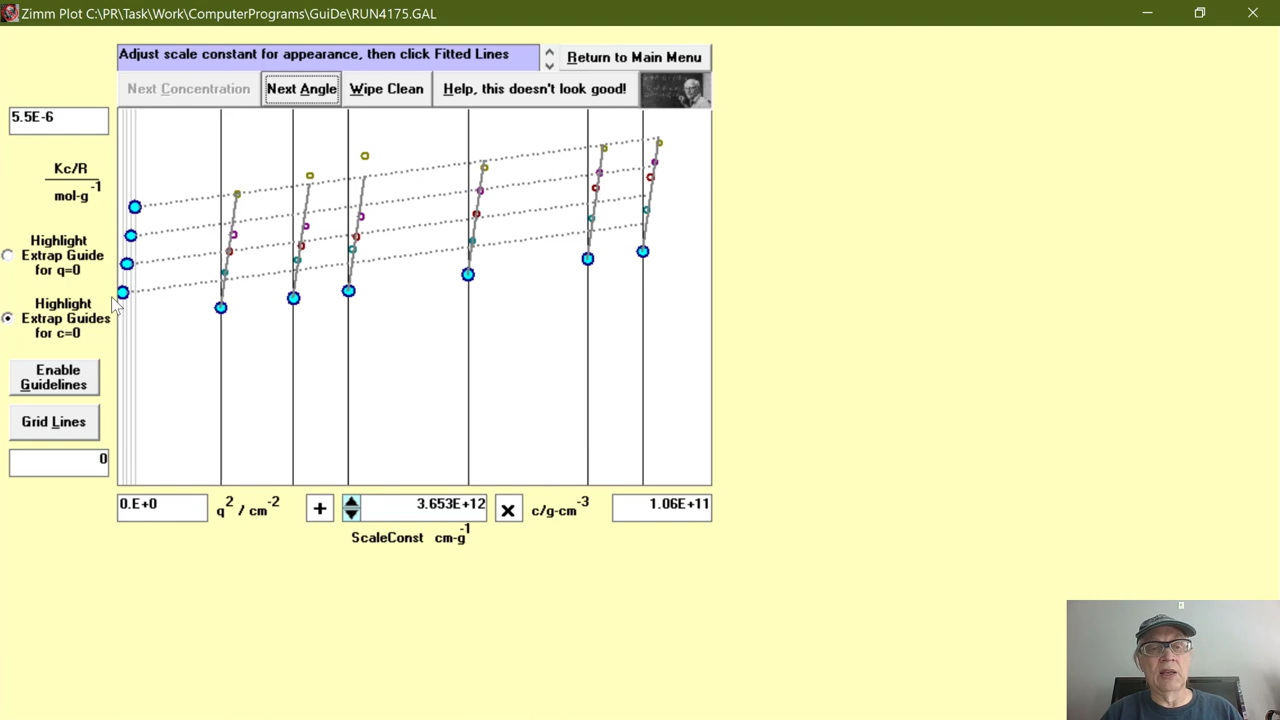 Zimm Plot C:\PR\Task\Work\ComputerPrograms\GuiDe\RUN4175.GAL
Adjust scale constant for appearance, then click Fitted Lines
Return to Main Menu
Next Concentration
Next Angle
Wipe Clean
Help, this doesn't look good!
5.5E-6
Kc/R
mol-g-1
Highlight
Extrap Guide
for q=0
Highlight
Extrap Guides
for c=0
Enable
Guidelines
Grid Lines
0
0.E+0
q2 / cm-2
+
3.653E+12
x
c/g-cm-3
1.06E+11
ScaleConst cm-g-1